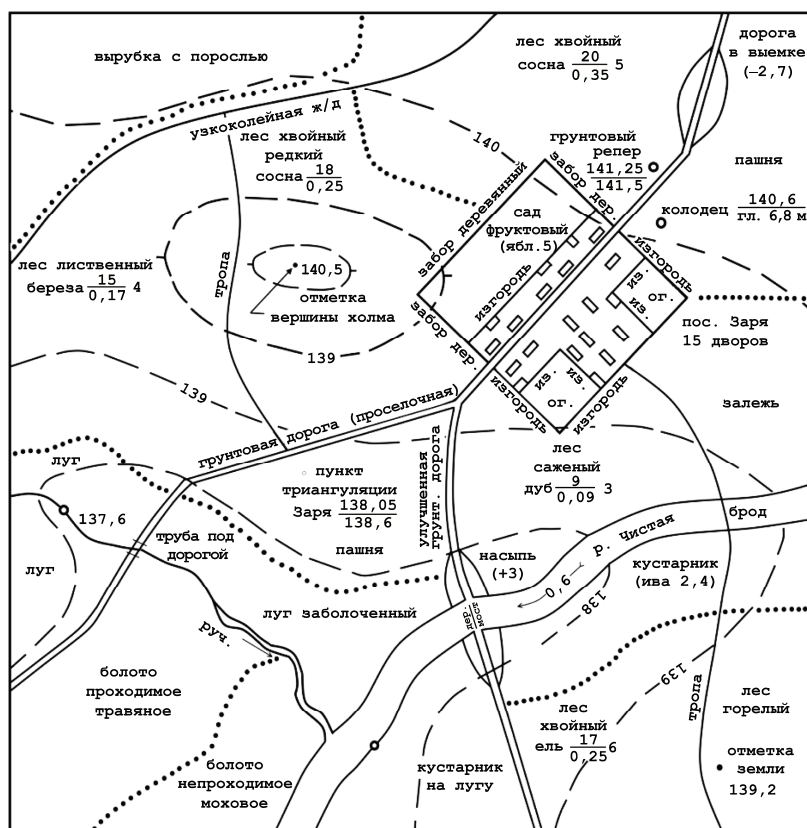 вырубка с порослью
лес хвойный
сосна 20/0,35 5
дорога
в выемке
(—2,7)
узкоколейная ж/д
лес хвойный
редкий
сосна 18/0,25
140
грунтовый
репер
141,25/141,5
пашня
забор деревянный
забор дер.
сад
фруктовый
(ябл.5)
колодец 140,6/гл. 6,8 м
лес лиственный
береза 15/0,17 4
тропа
140,5
отметка
вершины холма
139
изгородь
забор дер.
изгородь
из.
ог.
из.
пос. Заря
15 дворов
139
из.
из.
ог.
изгородь
изгородь
залежь
грунтовая дорога (проселочная)
луг
пункт
триангуляции
Заря 138,05/138,6
пашня
улучшенная
грунт. дорога
лес
саженый
дуб 9/0,09 3
137,6
труба под
дорогой
луг
насыпь
(+3)
р. Чистая
брод
кустарник
(ива 2,4)
0,6
138
луг заболоченный
дер.
мост
руч.
139
болото
проходимое
травяное
тропа
лес
горелый
лес
хвойный
ель 17/0,25 6
болото
непроходимое
моховое
кустарник
на лугу
отметка
земли
139,2